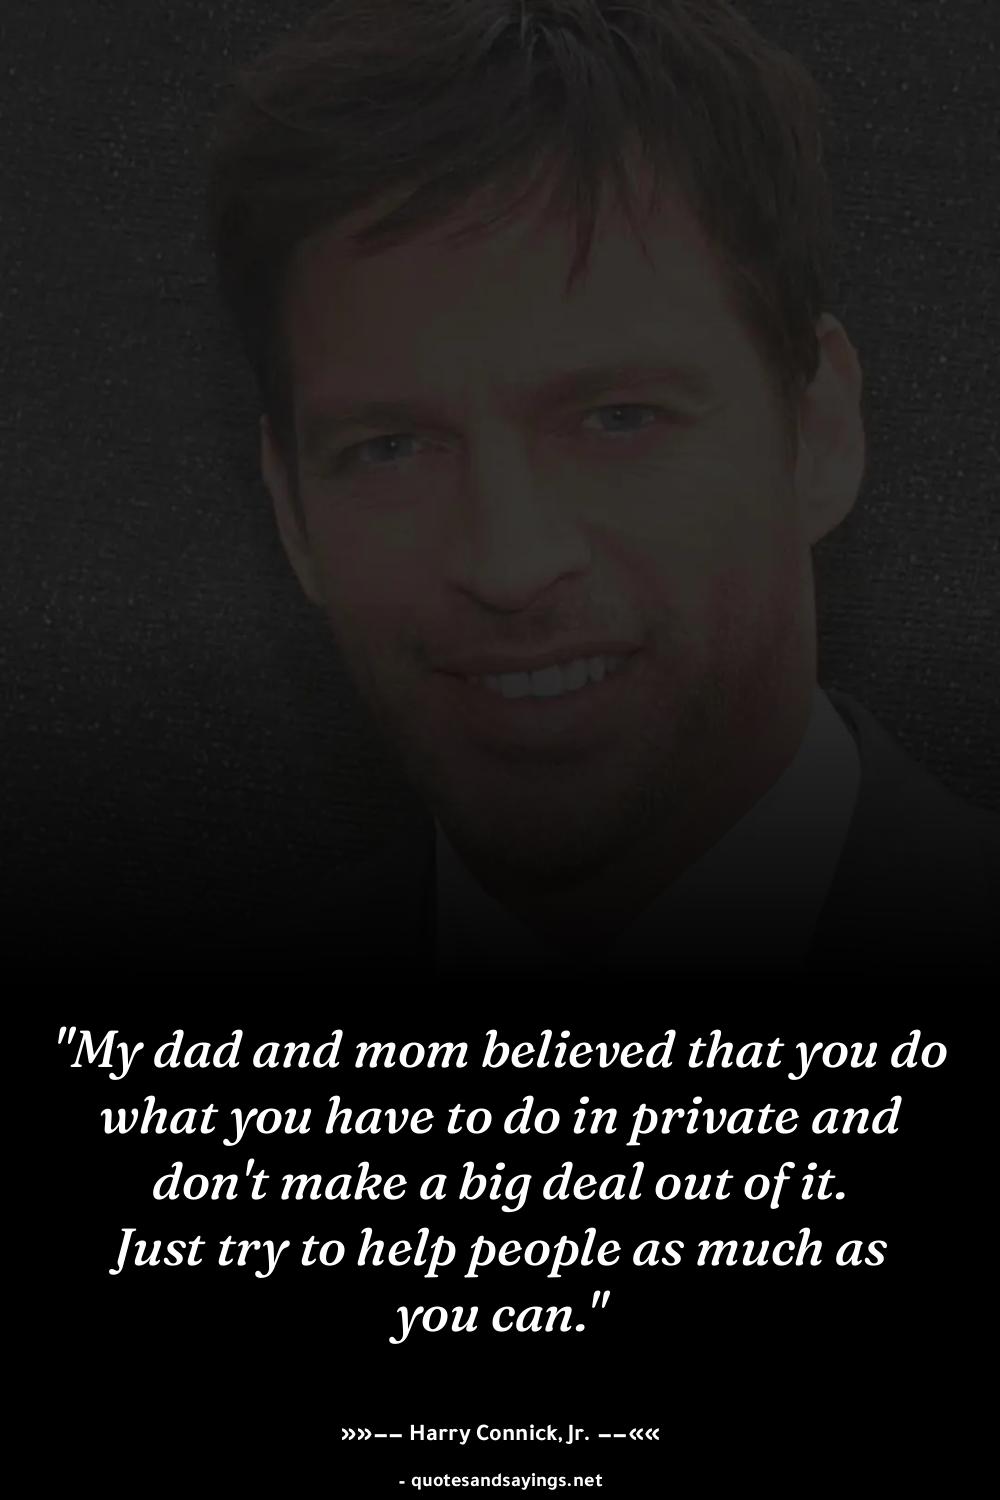 "My dad and mom believed that you do
what you have to do in private and
don't make a big deal out of it.
Just try to help people as much as
you can."
»»−− Harry Connick, Jr. −−««
- quotesandsayings.net